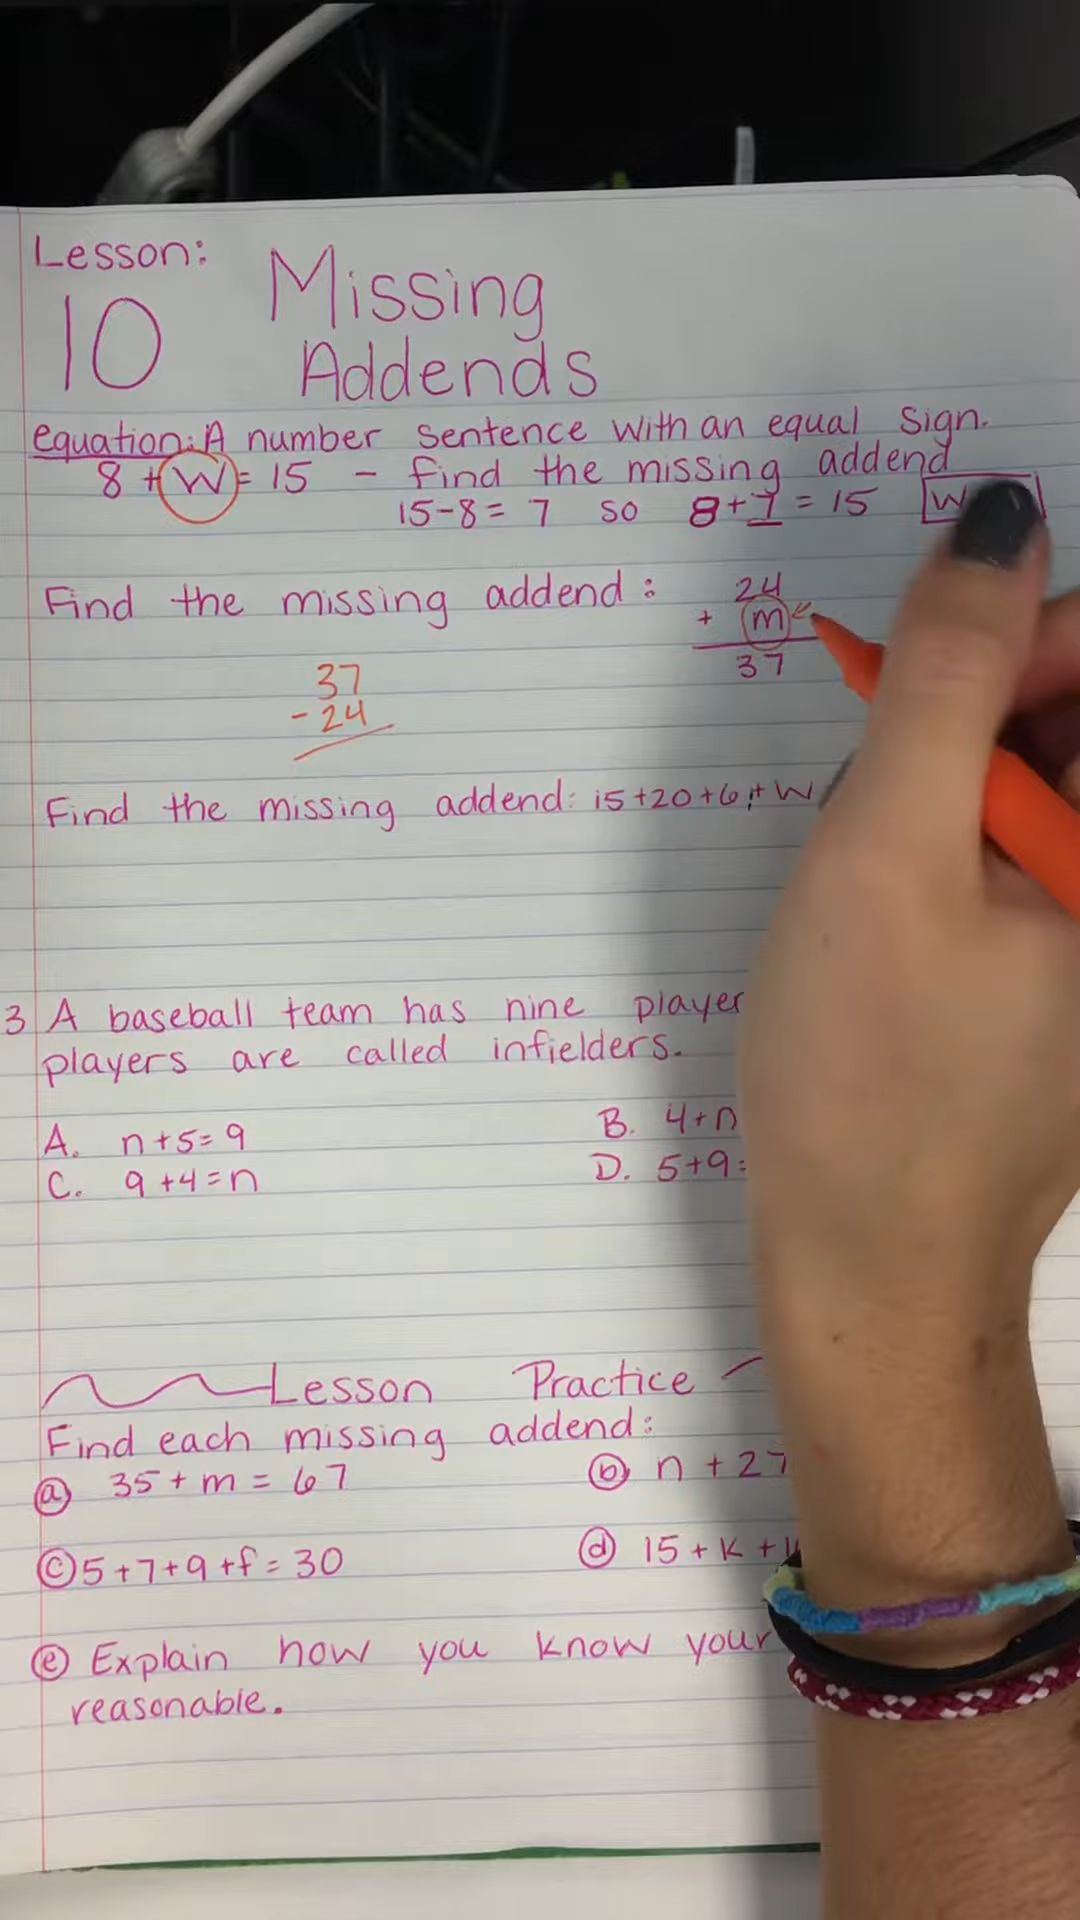 Lesson:
10
Missing
Addends
equation: A number sentence with an equal sign.
8 + W = 15 - find the missing addend
15-8= 7 so 8+7 = 15 W
Find the missing addend: 24
+ m
37
37
- 24
Find the missing addend: 15+20+6+ W
3 A baseball team has nine player
players are called infielders.
A. n+5=9 B. 4+n
C. 9+4=n D. 5+9=
Lesson Practice
Find each missing addend:
a 35 + m = 67 b n + 27
c 5+7+9+f=30 d 15 + K + 1
e Explain how you know your
reasonable.